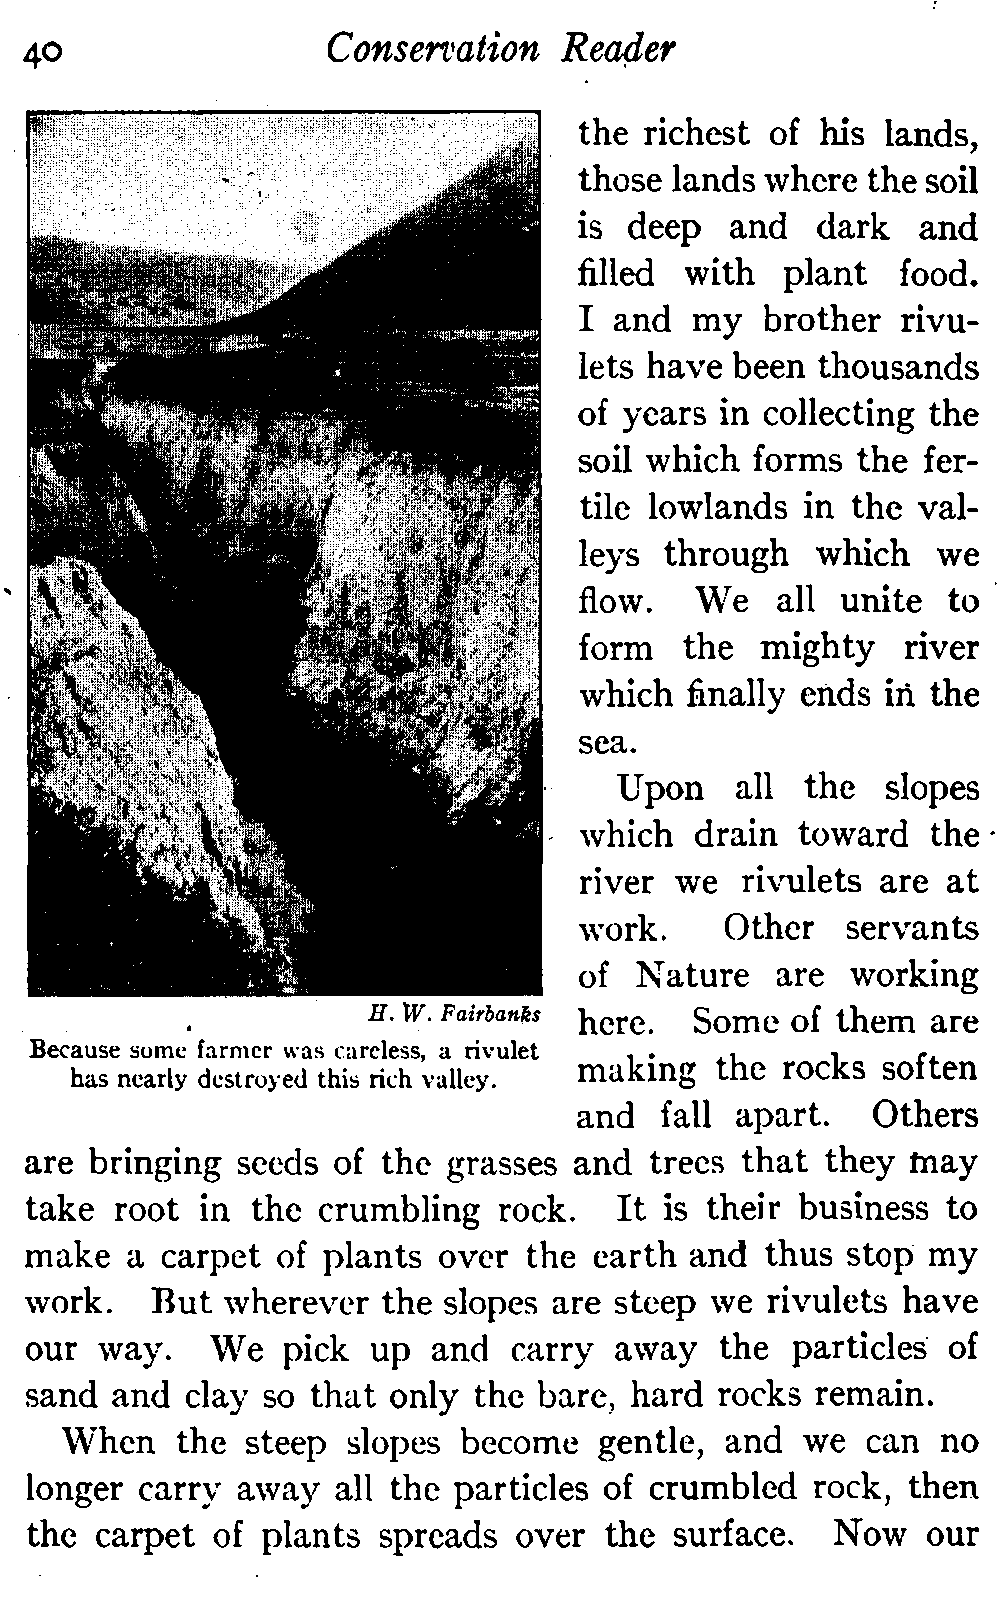 40 Conservation Reader
the richest of his lands,
those lands where the soil
is deep and dark and
filled with plant food.
I and my brother rivu-
lets have been thousands
of years in collecting the
soil which forms the fer-
tile lowlands in the val-
leys through which we
flow. We all unite to
form the mighty river
which finally ends in the
sea.
Upon all the slopes
which drain toward the
river we rivulets are at
work. Other servants
of Nature are working
here. Some of them are
making the rocks soften
and fall apart. Others
H. W. Fairbanks
Because some farmer was careless, a rivulet
has nearly destroyed this rich valley.
are bringing seeds of the grasses and trees that they may
take root in the crumbling rock. It is their business to
make a carpet of plants over the earth and thus stop my
work. But wherever the slopes are steep we rivulets have
our way. We pick up and carry away the particles of
sand and clay so that only the bare, hard rocks remain.
When the steep slopes become gentle, and we can no
longer carry away all the particles of crumbled rock, then
the carpet of plants spreads over the surface. Now our